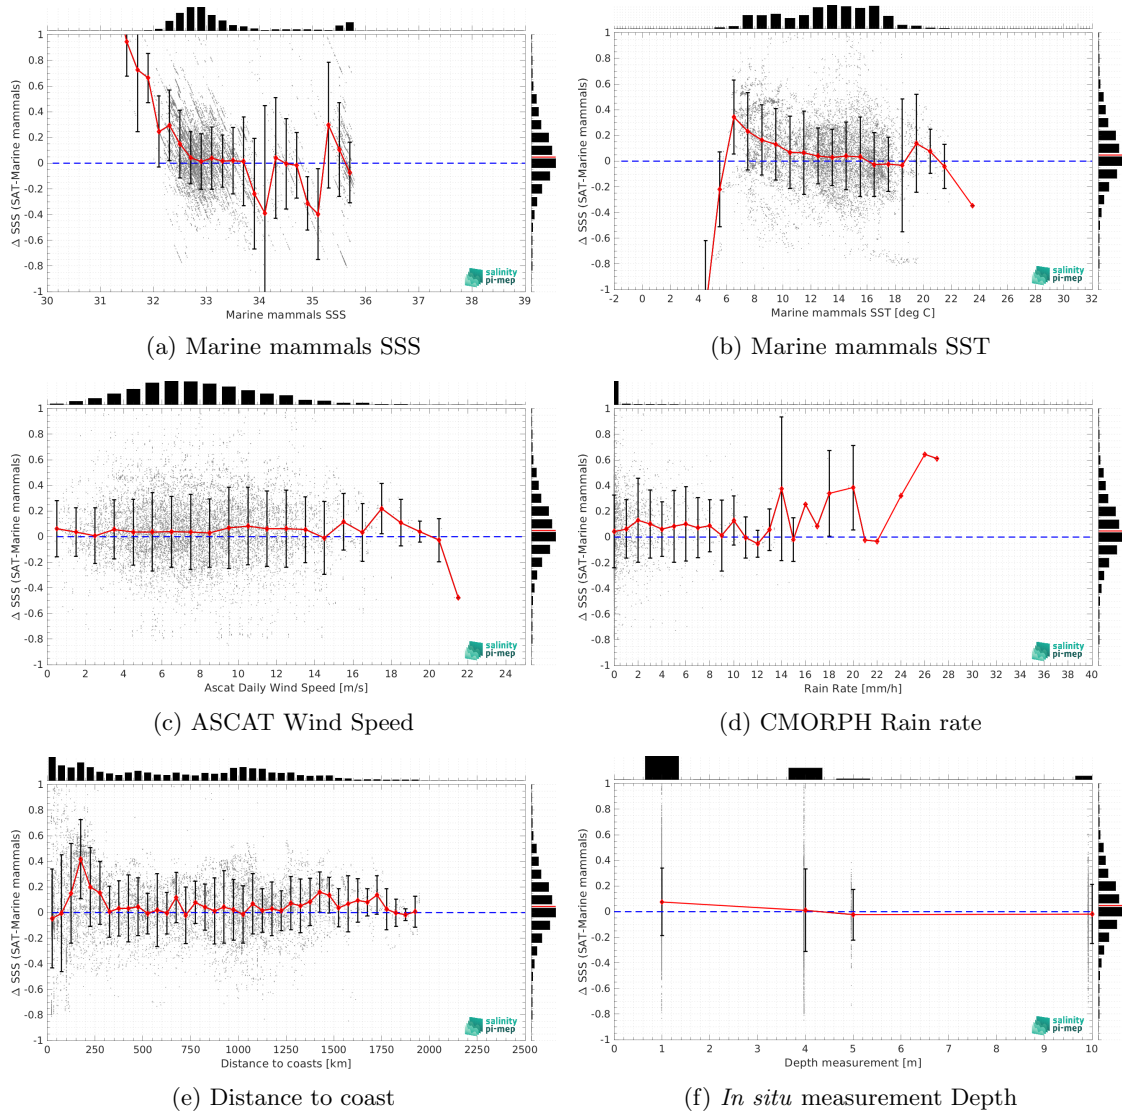 Δ SSS (SAT-Marine mammals)
1
0.8
0.6
0.4
0.2
0
-0.2
-0.4
-0.6
-0.8
-1
30 31 32 33 34 35 36 37 38 39
Marine mammals SSS
salinity
pi-mep
(a) Marine mammals SSS
Δ SSS (SAT-Marine mammals)
1
0.8
0.6
0.4
0.2
0
-0.2
-0.4
-0.6
-0.8
-1
-2 0 2 4 6 8 10 12 14 16 18 20 22 24 26 28 30 32
Marine mammals SST [deg C]
salinity
pi-mep
(b) Marine mammals SST
Δ SSS (SAT-Marine mammals)
1
0.8
0.6
0.4
0.2
0
-0.2
-0.4
-0.6
-0.8
-1
0 2 4 6 8 10 12 14 16 18 20 22 24
Ascat Daily Wind Speed [m/s]
salinity
pi-mep
(c) ASCAT Wind Speed
Δ SSS (SAT-Marine mammals)
1
0.8
0.6
0.4
0.2
0
-0.2
-0.4
-0.6
-0.8
-1
0 2 4 6 8 10 12 14 16 18 20 22 24 26 28 30 32 34 36 38 40
Rain Rate [mm/h]
salinity
pi-mep
(d) CMORPH Rain rate
Δ SSS (SAT-Marine mammals)
1
0.8
0.6
0.4
0.2
0
-0.2
-0.4
-0.6
-0.8
-1
0 250 500 750 1000 1250 1500 1750 2000 2250 2500
Distance to coasts [km]
salinity
pi-mep
(e) Distance to coast
Δ SSS (SAT-Marine mammals)
1
0.8
0.6
0.4
0.2
0
-0.2
-0.4
-0.6
-0.8
-1
0 1 2 3 4 5 6 7 8 9 10
Depth measurement [m]
salinity
pi-mep
(f) In situ measurement Depth